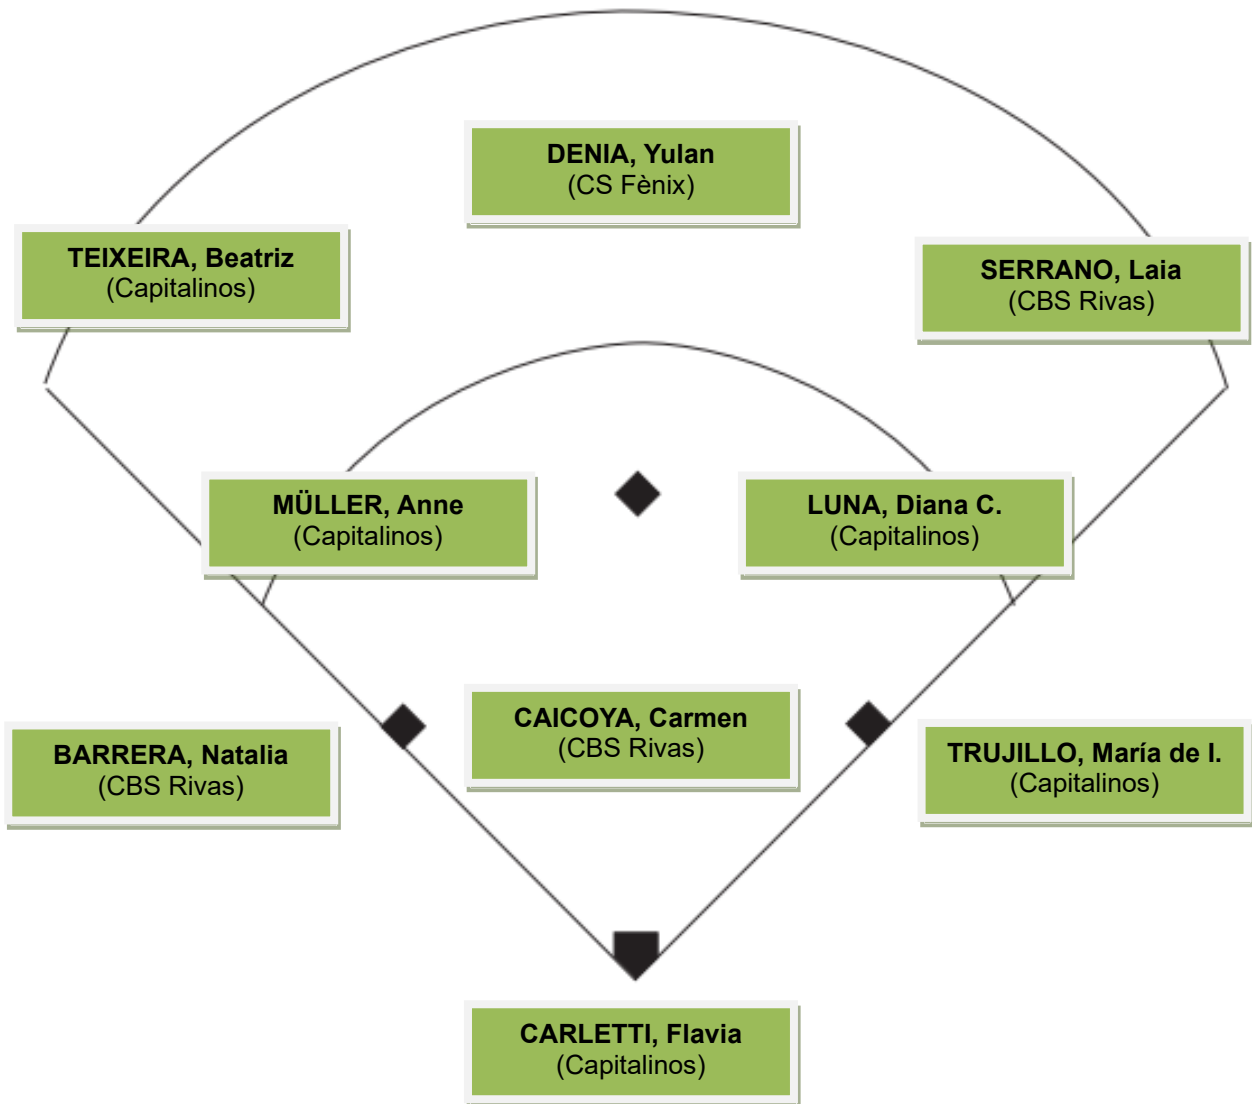 DENIA, Yulan
(CS Fènix)
TEIXEIRA, Beatriz
(Capitalinos)
SERRANO, Laia
(CBS Rivas)
MÜLLER, Anne
(Capitalinos)
LUNA, Diana C.
(Capitalinos)
CAICOYA, Carmen
(CBS Rivas)
BARRERA, Natalia
(CBS Rivas)
TRUJILLO, María de I.
(Capitalinos)
CARLETTI, Flavia
(Capitalinos)